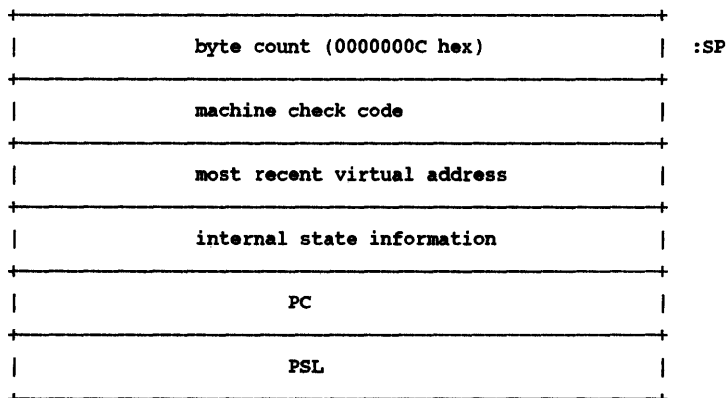 byte count (0000000C hex) :SP
machine check code
most recent virtual address
internal state information
PC
PSL